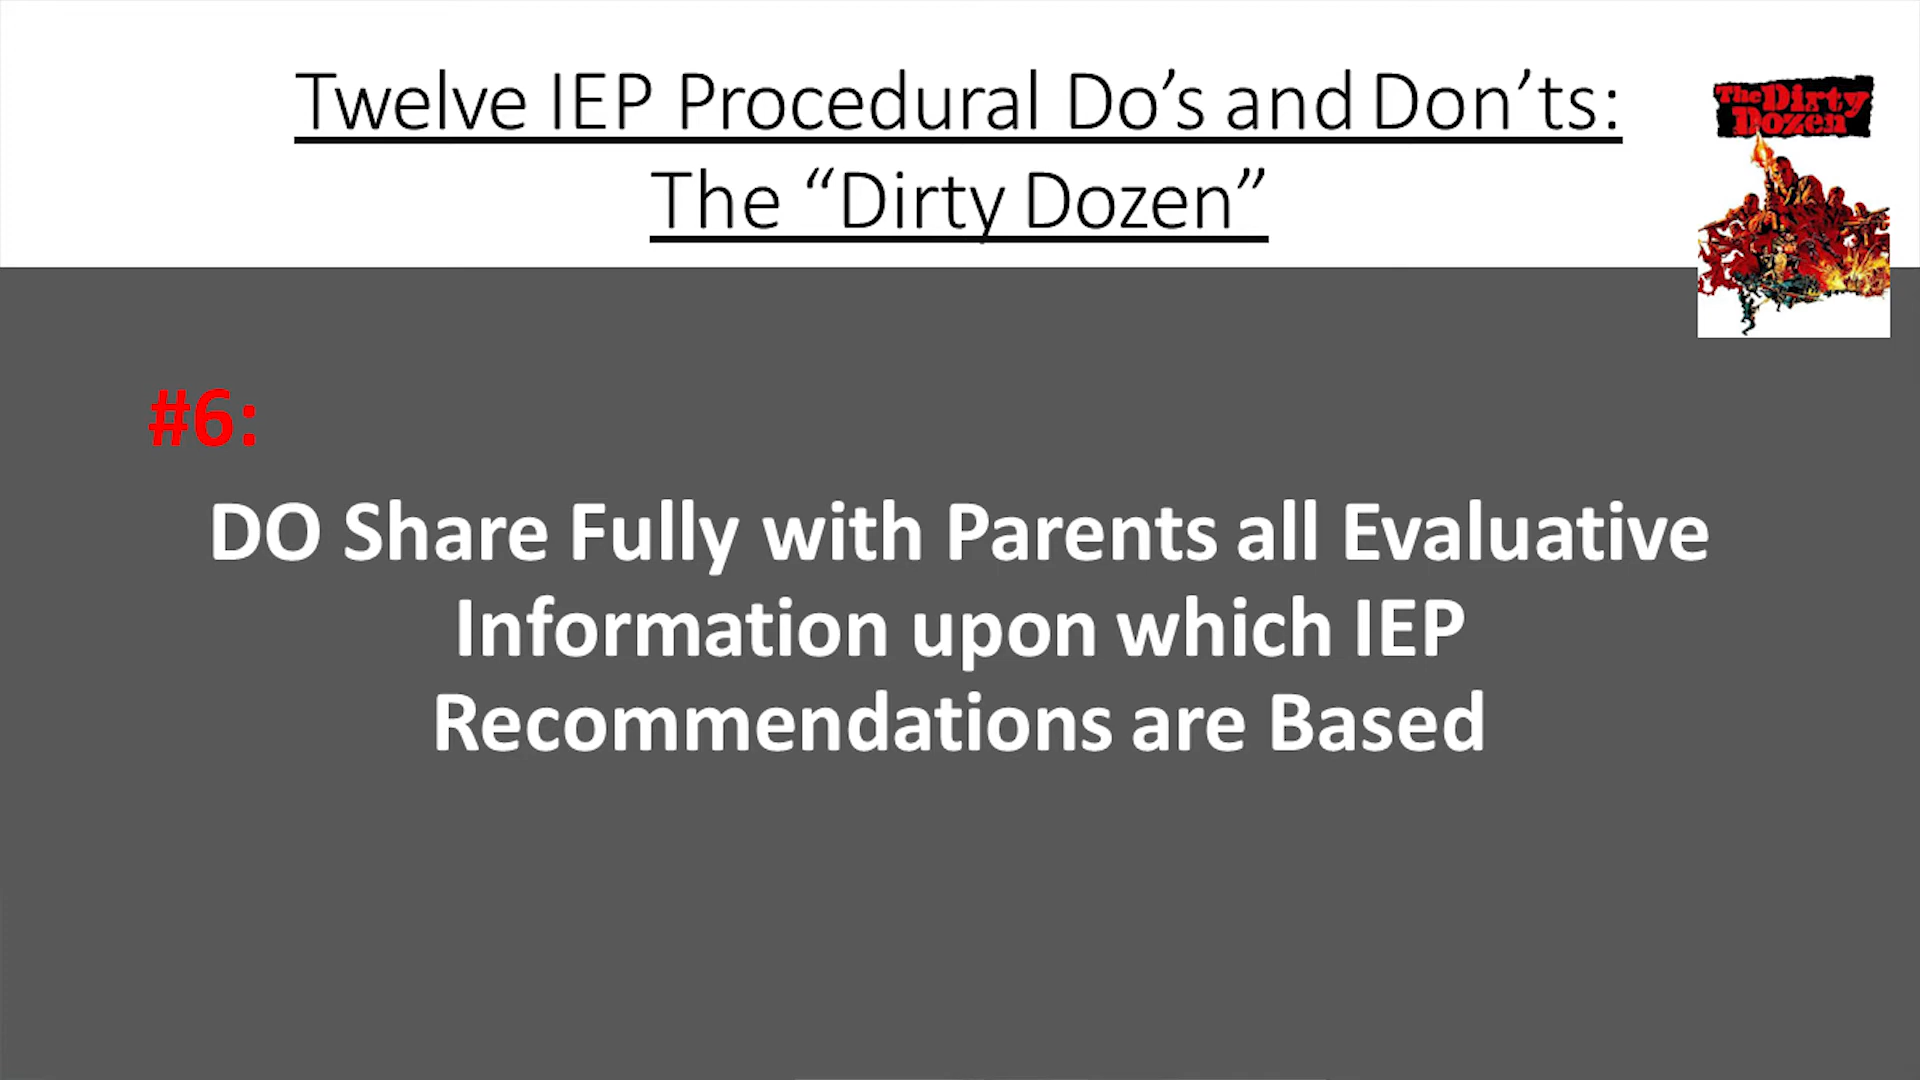 Twelve IEP Procedural Do’s and Don’ts:
The “Dirty Dozen”
The Dirty
Dozen
#6:
DO Share Fully with Parents all Evaluative
Information upon which IEP
Recommendations are Based